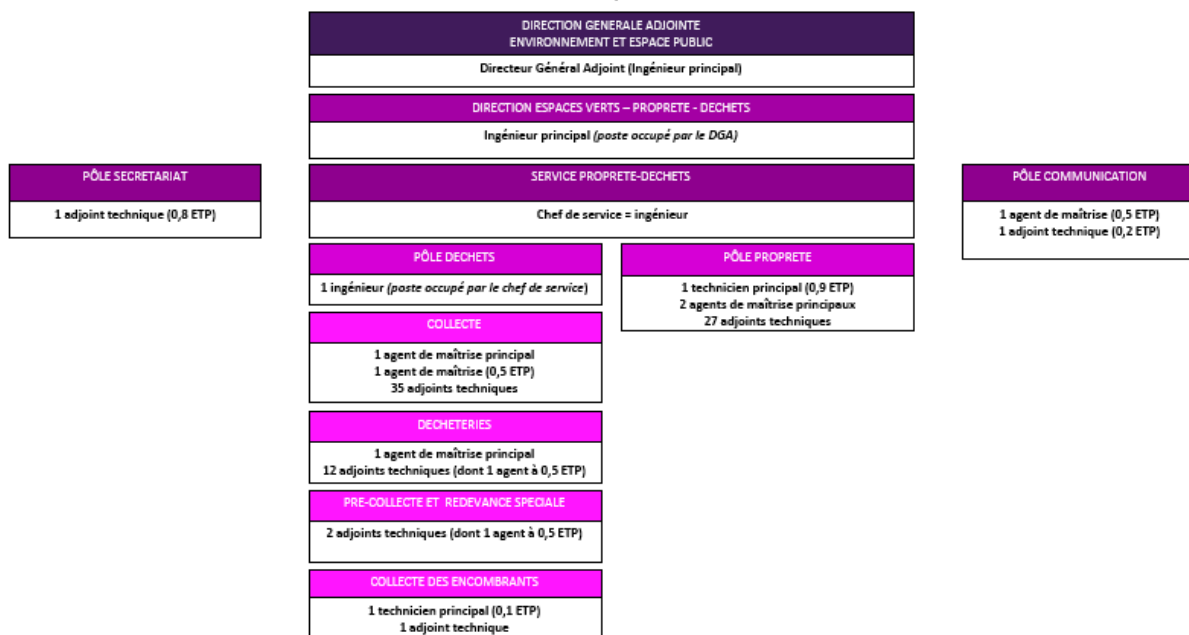 DIRECTION GENERALE ADJOINTE
ENVIRONNEMENT ET ESPACE PUBLIC
Directeur Général Adjoint (Ingénieur principal)
DIRECTION ESPACES VERTS – PROPRETE - DECHETS
Ingénieur principal (poste occupé par le DGA)
PÔLE SECRETARIAT
1 adjoint technique (0,8 ETP)
SERVICE PROPRETE-DECHETS
Chef de service = ingénieur
PÔLE COMMUNICATION
1 agent de maîtrise (0,5 ETP)
1 adjoint technique (0,2 ETP)
PÔLE DECHETS
1 ingénieur (poste occupé par le chef de service)
PÔLE PROPRETE
1 technicien principal (0,9 ETP)
2 agents de maîtrise principaux
27 adjoints techniques
COLLECTE
1 agent de maîtrise principal
1 agent de maîtrise (0,5 ETP)
35 adjoints techniques
DECHETERIES
1 agent de maîtrise principal
12 adjoints techniques (dont 1 agent à 0,5 ETP)
PRE-COLLECTE ET REDEVANCE SPECIALE
2 adjoints techniques (dont 1 agent à 0,5 ETP)
COLLECTE DES ENCOMBRANTS
1 technicien principal (0,1 ETP)
1 adjoint technique